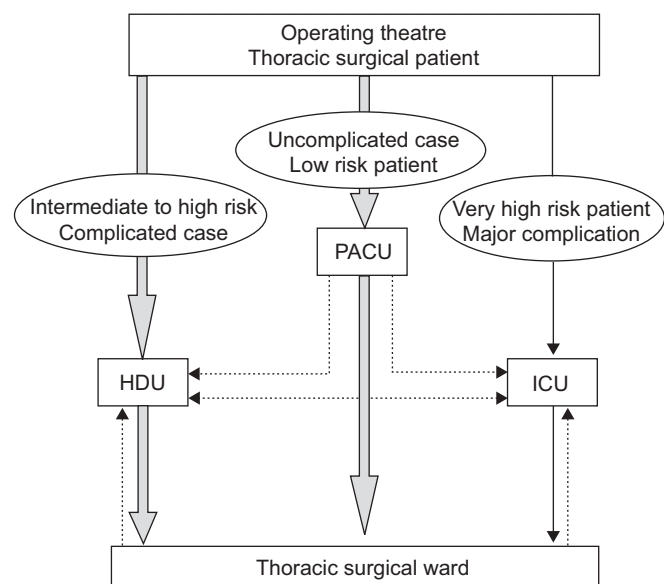 Operating theatre
Thoracic surgical patient
Uncomplicated case
Low risk patient
Intermediate to high risk
Complicated case
Very high risk patient
Major complication
PACU
HDU
ICU
Thoracic surgical ward